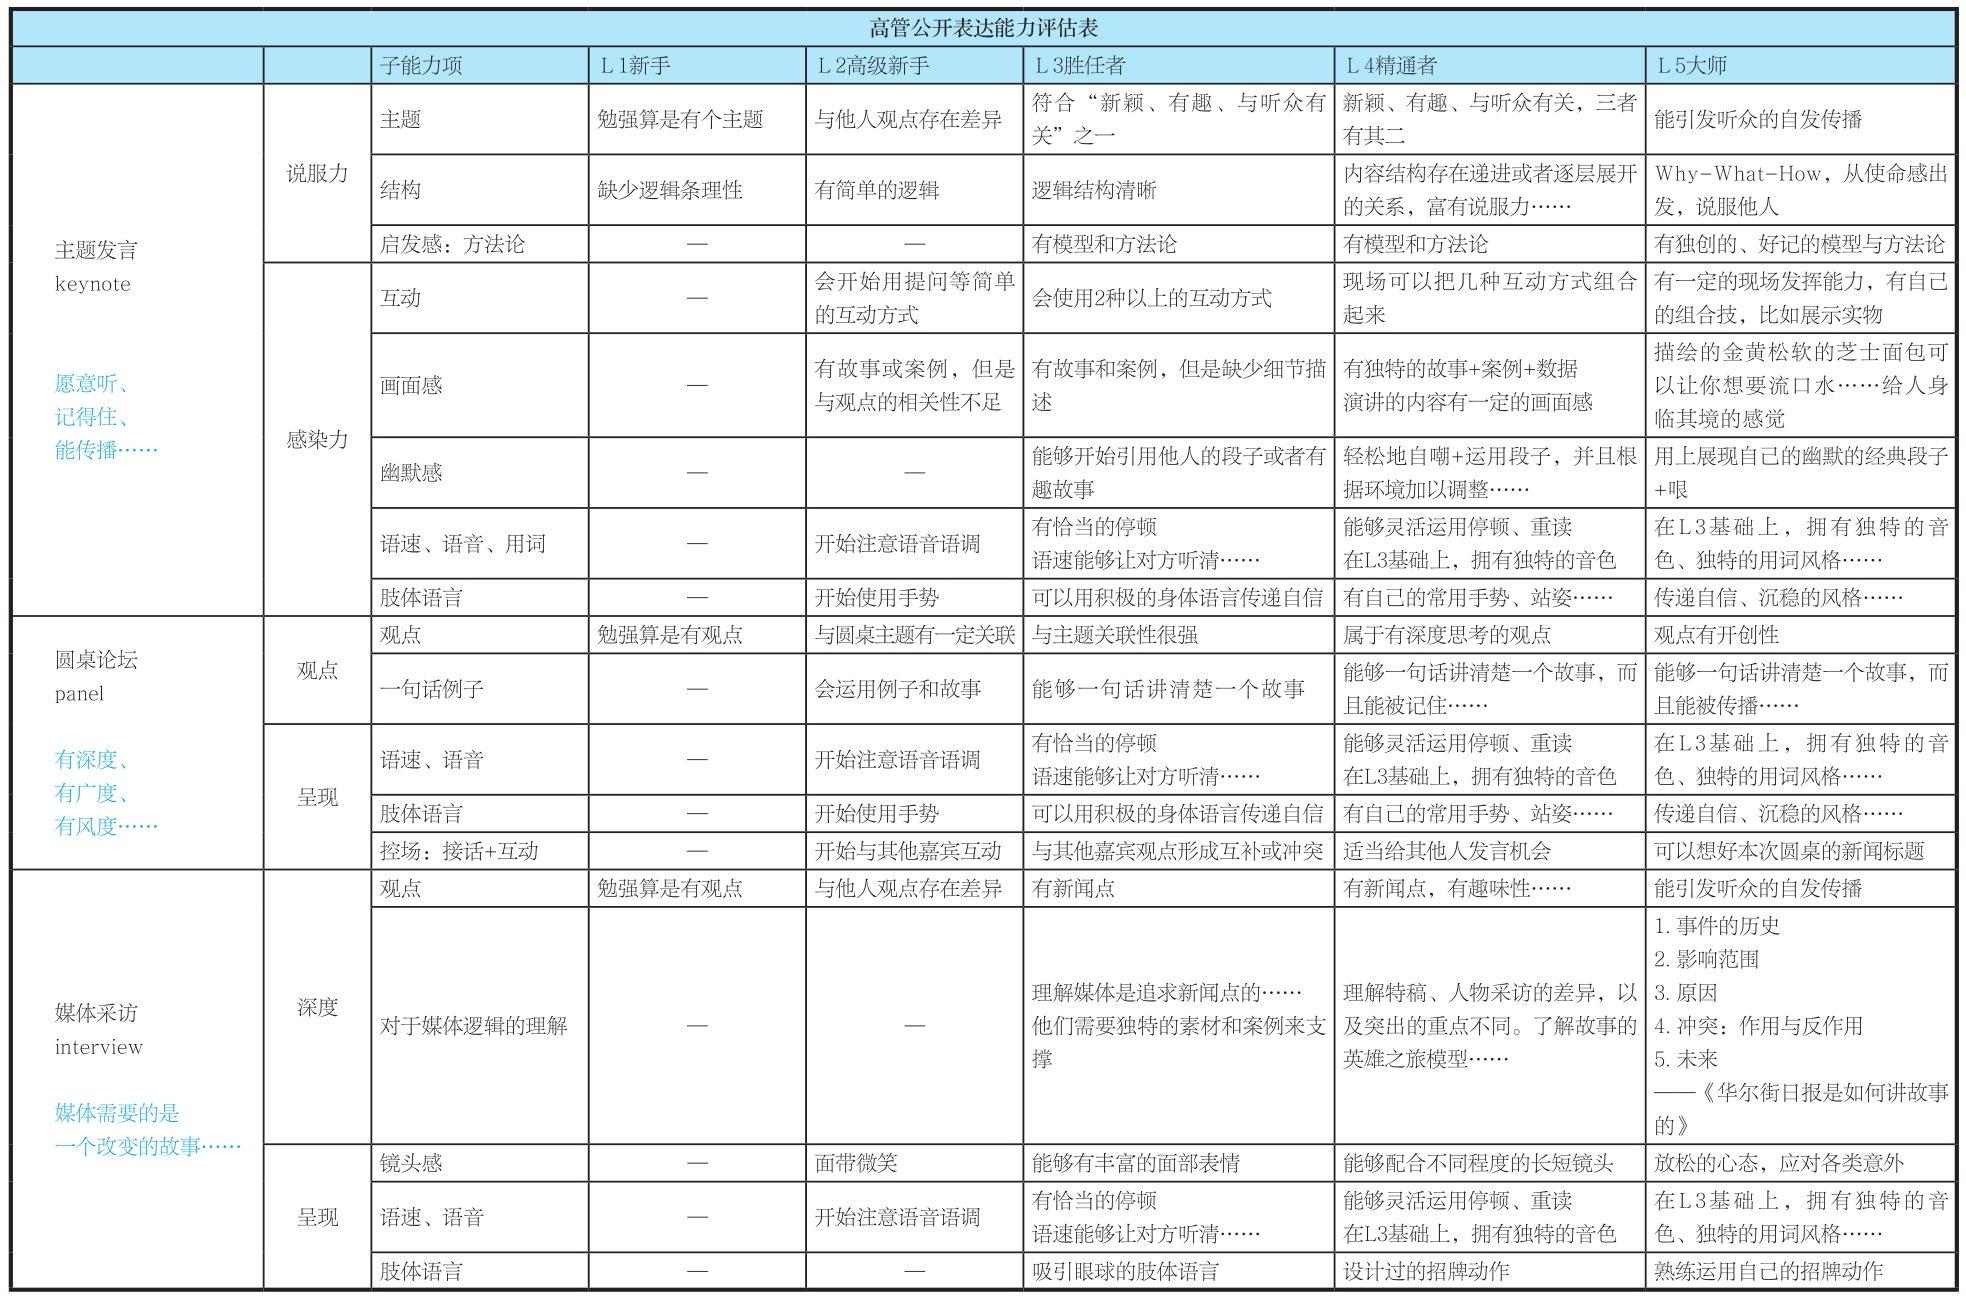 高管公开表达能力评估表
子能力项 L 1新手 L 2高级新手 L 3胜任者 L 4精通者 L 5大师
主题发言
keynote
愿意听、
记得住、
能传播……
说服力
主题
勉强算是有个主题
与他人观点存在差异
符合“新颖、有趣、与听众有
关”之一
新颖、有趣、与听众有关，三者
有其二
能引发听众的自发传播
结构
缺少逻辑条理性
有简单的逻辑
逻辑结构清晰
内容结构存在递进或者逐层展开
的关系，富有说服力……
Why-What-How，从使命感出
发，说服他人
启发感：方法论
—
—
有模型和方法论
有模型和方法论
有独创的、好记的模型与方法论
感染力
互动
—
会开始用提问等简单
的互动方式
会使用2种以上的互动方式
现场可以把几种互动方式组合
起来
有一定的现场发挥能力，有自己
的组合技，比如展示实物
画面感
—
有故事或案例，但是
与观点的相关性不足
有故事和案例，但是缺少细节描
述
有独特的故事+案例+数据
演讲的内容有一定的画面感
描绘的金黄松软的芝士面包可
以让你想要流口水……给人身
临其境的感觉
幽默感
—
—
能够开始引用他人的段子或者有
趣故事
轻松地自嘲+运用段子，并且根
据环境加以调整……
用上展现自己的幽默的经典段子
+哏
语速、语音、用词
—
开始注意语音语调
有恰当的停顿
语速能够让对方听清……
能够灵活运用停顿、重读
在L3基础上，拥有独特的音色
在L3基础上，拥有独特的音
色、独特的用词风格……
肢体语言
—
开始使用手势
可以用积极的身体语言传递自信
有自己的常用手势、站姿……
传递自信、沉稳的风格……
圆桌论坛
panel
有深度、
有广度、
有风度……
观点
观点
勉强算是有观点
与圆桌主题有一定关联
与主题关联性很强
属于有深度思考的观点
观点有开创性
一句话例子
—
会运用例子和故事
能够一句话讲清楚一个故事
能够一句话讲清楚一个故事，而
且能被记住……
能够一句话讲清楚一个故事，而
且能被传播……
呈现
语速、语音
—
开始注意语音语调
有恰当的停顿
语速能够让对方听清……
能够灵活运用停顿、重读
在L3基础上，拥有独特的音色
在L3基础上，拥有独特的音
色、独特的用词风格……
肢体语言
—
开始使用手势
可以用积极的身体语言传递自信
有自己的常用手势、站姿……
传递自信、沉稳的风格……
控场：接话+互动
—
开始与其他嘉宾互动
与其他嘉宾观点形成互补或冲突
适当给其他人发言机会
可以想好本次圆桌的新闻标题
媒体采访
interview
媒体需要的是
一个改变的故事……
深度
观点
勉强算是有观点
与他人观点存在差异
有新闻点
有新闻点，有趣味性……
能引发听众的自发传播
对于媒体逻辑的理解
—
—
理解媒体是追求新闻点的……
他们需要独特的素材和案例来支
撑
理解特稿、人物采访的差异，以
及突出的重点不同。了解故事的
英雄之旅模型……
1. 事件的历史
2. 影响范围
3. 原因
4. 冲突：作用与反作用
5. 未来
——《华尔街日报是如何讲故事
的》
呈现
镜头感
—
面带微笑
能够有丰富的面部表情
能够配合不同程度的长短镜头
放松的心态，应对各类意外
语速、语音
—
开始注意语音语调
有恰当的停顿
语速能够让对方听清……
能够灵活运用停顿、重读
在L3基础上，拥有独特的音色
在L3基础上，拥有独特的音
色、独特的用词风格……
肢体语言
—
—
吸引眼球的肢体语言
设计过的招牌动作
熟练运用自己的招牌动作